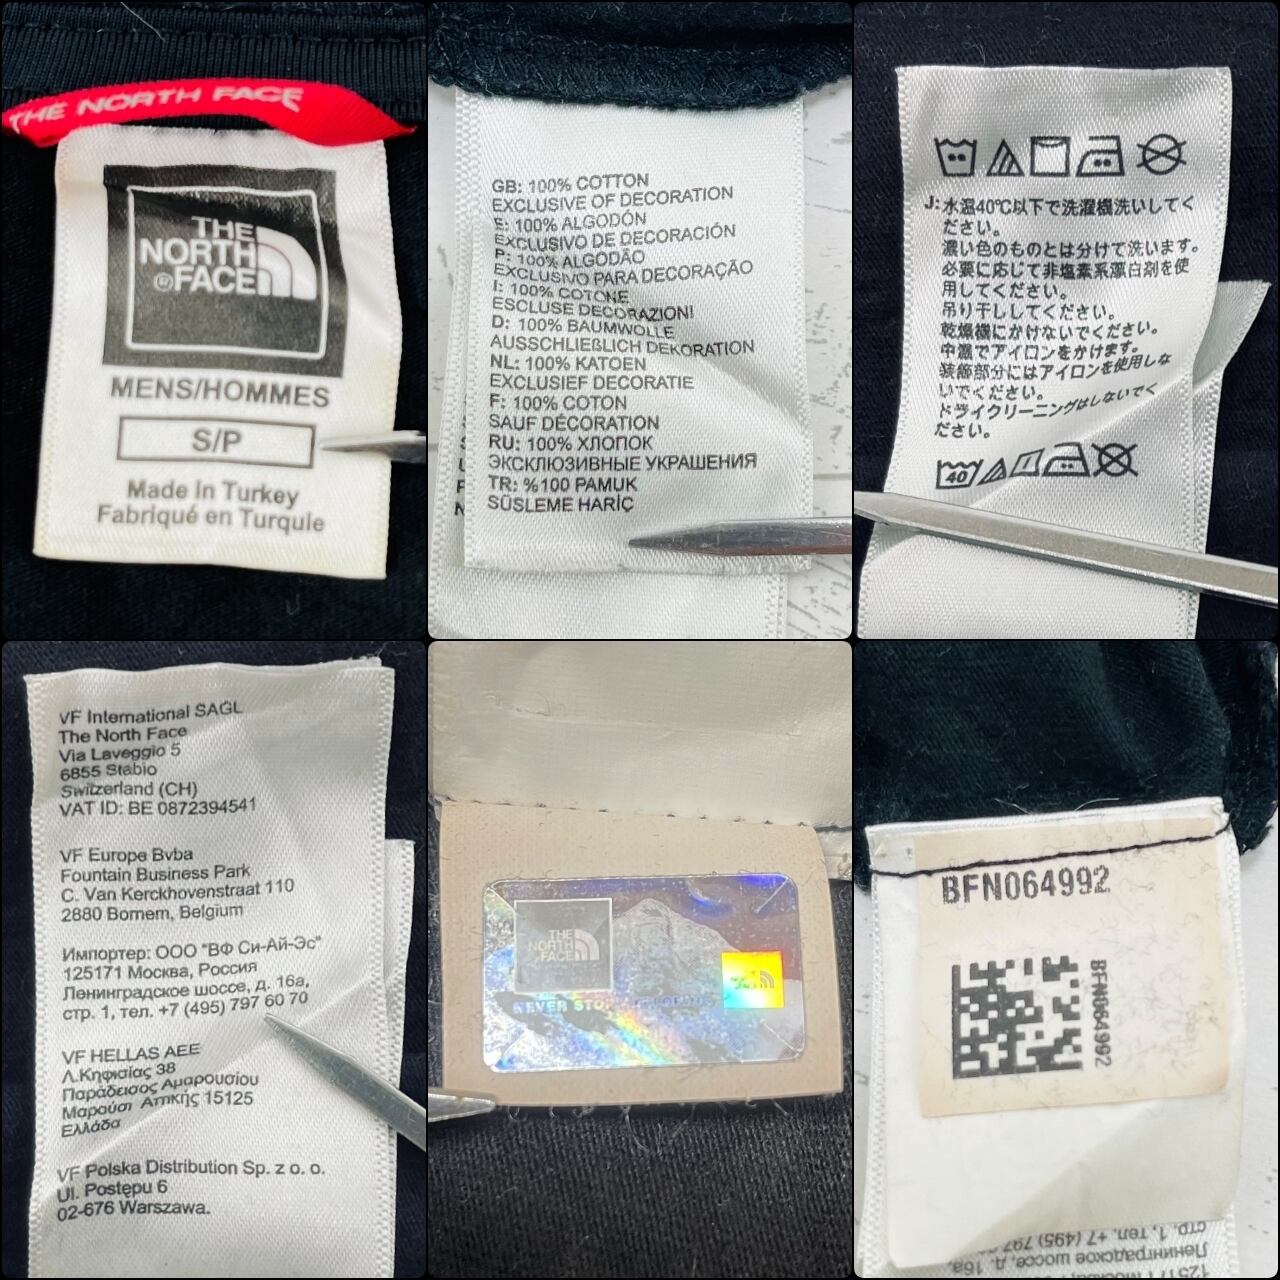 THE NORTH FACE
THE
NORTH
FACE
MENS/HOMMES
S/P
Made In Turkey
Fabriqué en Turquie
GB: 100% COTTON
EXCLUSIVE OF DECORATION
E: 100% ALGODÓN
EXCLUSIVO DE DECORACIÓN
P: 100% ALGODÃO
EXCLUSIVO PARA DECORAÇÃO
I: 100% COTONE
ESCLUSE DECORAZIONI
D: 100% BAUMWOLLE
AUSSCHLIEßLICH DEKORATION
NL: 100% KATOEN
EXCLUSIEF DECORATIE
F: 100% COTON
SAUF DÉCORATION
RU: 100% ХЛОПОК
ЭКСКЛЮЗИВНЫЕ УКРАШЕНИЯ
TR: %100 PAMUK
SÜSLEME HARİÇ
J: 水温40℃以下で洗濯機洗いしてく
ださい。
濃い色のものとは分けて洗います。
必要に応じて非塩素系漂白剤を使
用してください。
吊り干ししてください。
乾燥機にかけないでください。
中温でアイロンをかけます。
装飾部分にはアイロンを使用しな
いでください。
ドライクリーニングはしないでく
ださい。
40
VF International SAGL
The North Face
Via Laveggio 5
6855 Stabio
Switzerland (CH)
VAT ID: BE 0872394541
VF Europe Bvba
Fountain Business Park
C. Van Kerckhovenstraat 110
2880 Bornem, Belgium
Импортер: ООО "ВФ Си-Ай-Эс"
125171 Москва, Россия
Ленинградское шоссе, д. 16а,
стр. 1, тел. +7 (495) 797 60 70
VF HELLAS AEE
Λ.Κηφισίας 38
Παράδεισος Αμαρουσίου
Μαρούσι Αττικής 15125
Ελλάδα
VF Polska Distribution Sp. z o. o.
Ul. Postępu 6
02-676 Warszawa.
THE
NORTH
FACE
NEVER STOP
BFN064992
BFN064992
стр. 1, тел. +7 (495) 797
Ленинградское шоссе, д. 16а,